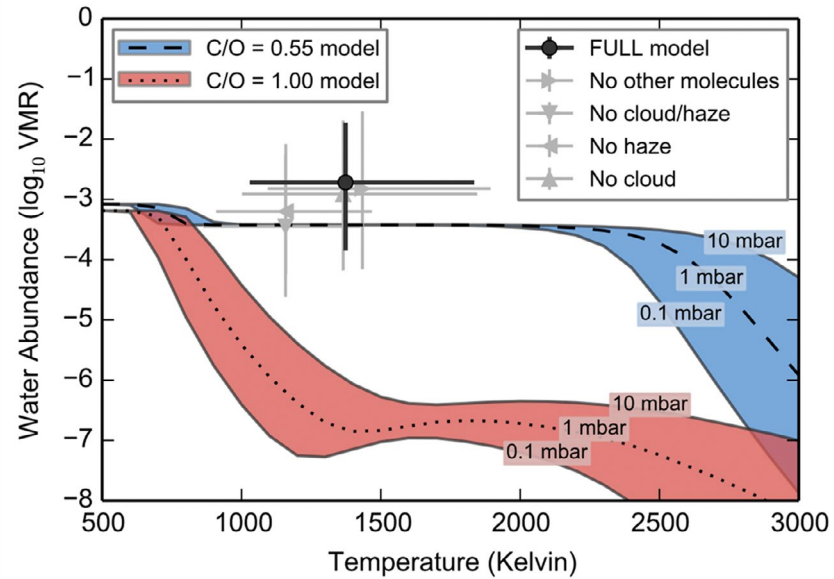 0
−1
−2
−3
−4
−5
−6
−7
−8
Water Abundance (log₁₀ VMR)
C/O = 0.55 model
C/O = 1.00 model
FULL model
No other molecules
No cloud/haze
No haze
No cloud
10 mbar
1 mbar
0.1 mbar
10 mbar
1 mbar
0.1 mbar
500
1000
1500
2000
2500
3000
Temperature (Kelvin)